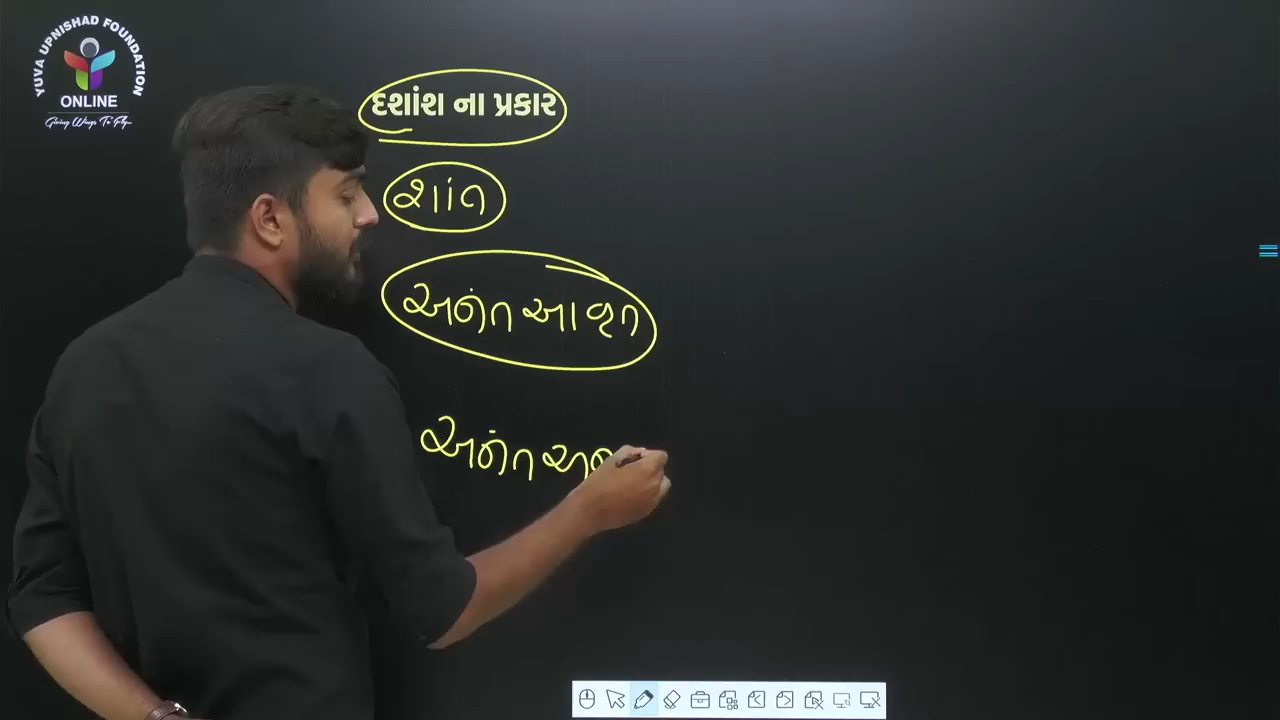 YUVA UPNISHAD FOUNDATION
ONLINE
Giving Wings To Fly...
દશાંશ ના પ્રકાર
શાંત
અનંત આવૃત
અનંત